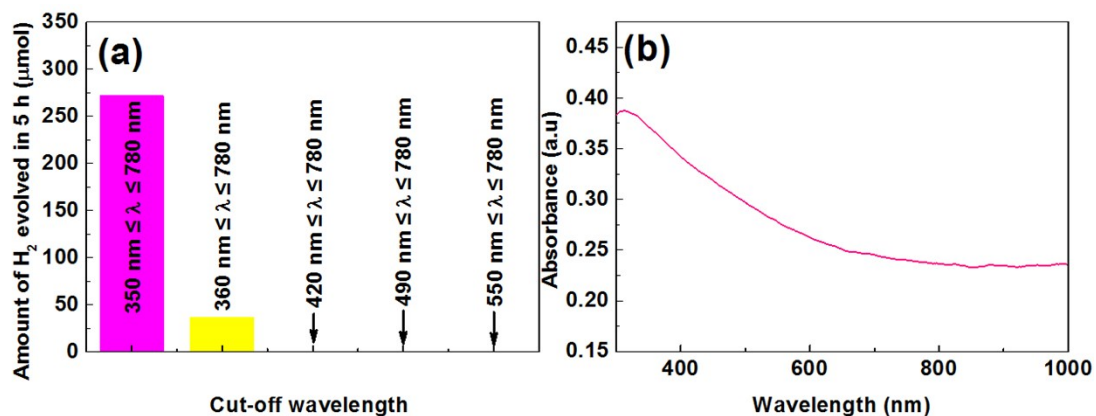 (a)
Amount of H₂ evolved in 5 h (μmol)
350
300
250
200
150
100
50
0
350 nm ≤ λ ≤ 780 nm
360 nm ≤ λ ≤ 780 nm
420 nm ≤ λ ≤ 780 nm
490 nm ≤ λ ≤ 780 nm
550 nm ≤ λ ≤ 780 nm
Cut-off wavelength
(b)
Absorbance (a.u)
0.45
0.40
0.35
0.30
0.25
0.20
0.15
400 600 800 1000
Wavelength (nm)